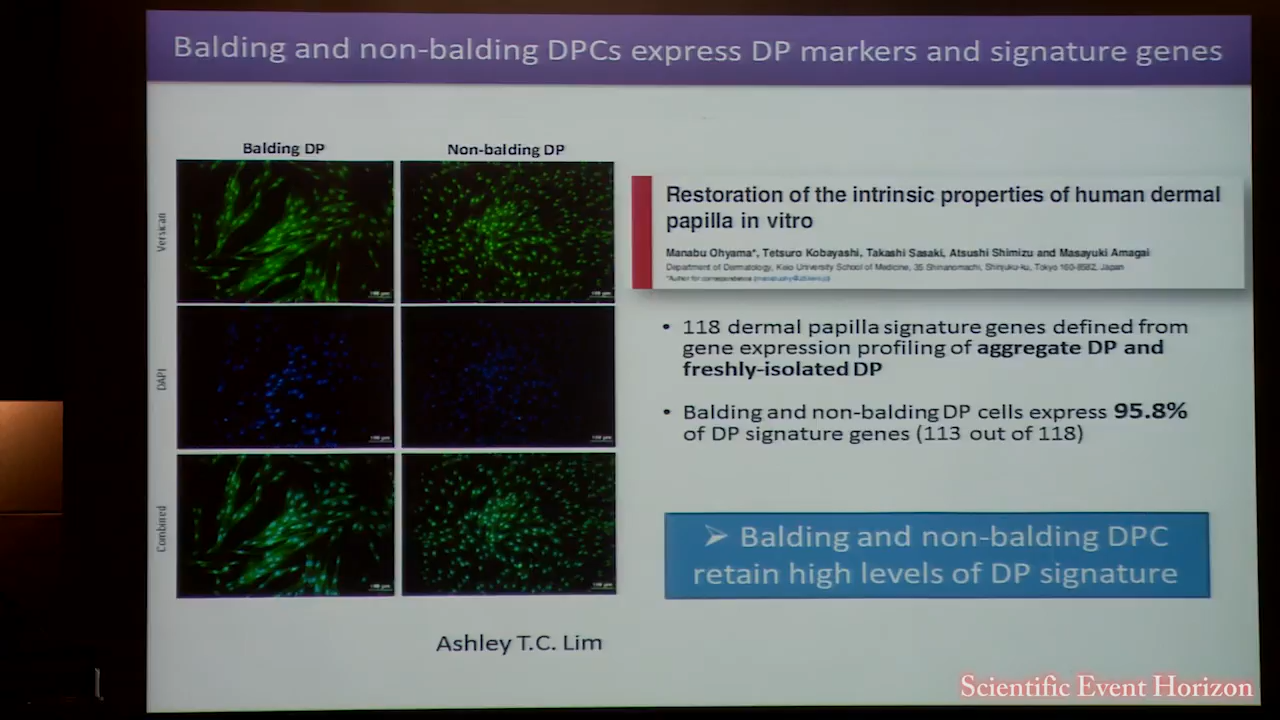 Balding and non-balding DPCs express DP markers and signature genes
Balding DP
Non-balding DP
Versican
DAPI
Combined
Restoration of the intrinsic properties of human dermal
papilla in vitro
Manabu Ohyama*, Tetsuro Kobayashi, Takashi Sasaki, Atsushi Shimizu and Masayuki Amagai
Department of Dermatology, Keio University School of Medicine, 35 Shinanomachi, Shinjuku-ku, Tokyo 160-8582, Japan
*Author for correspondence
• 118 dermal papilla signature genes defined from
gene expression profiling of aggregate DP and
freshly-isolated DP
• Balding and non-balding DP cells express 95.8%
of DP signature genes (113 out of 118)
➢ Balding and non-balding DPC
retain high levels of DP signature
Ashley T.C. Lim
Scientific Event Horizon